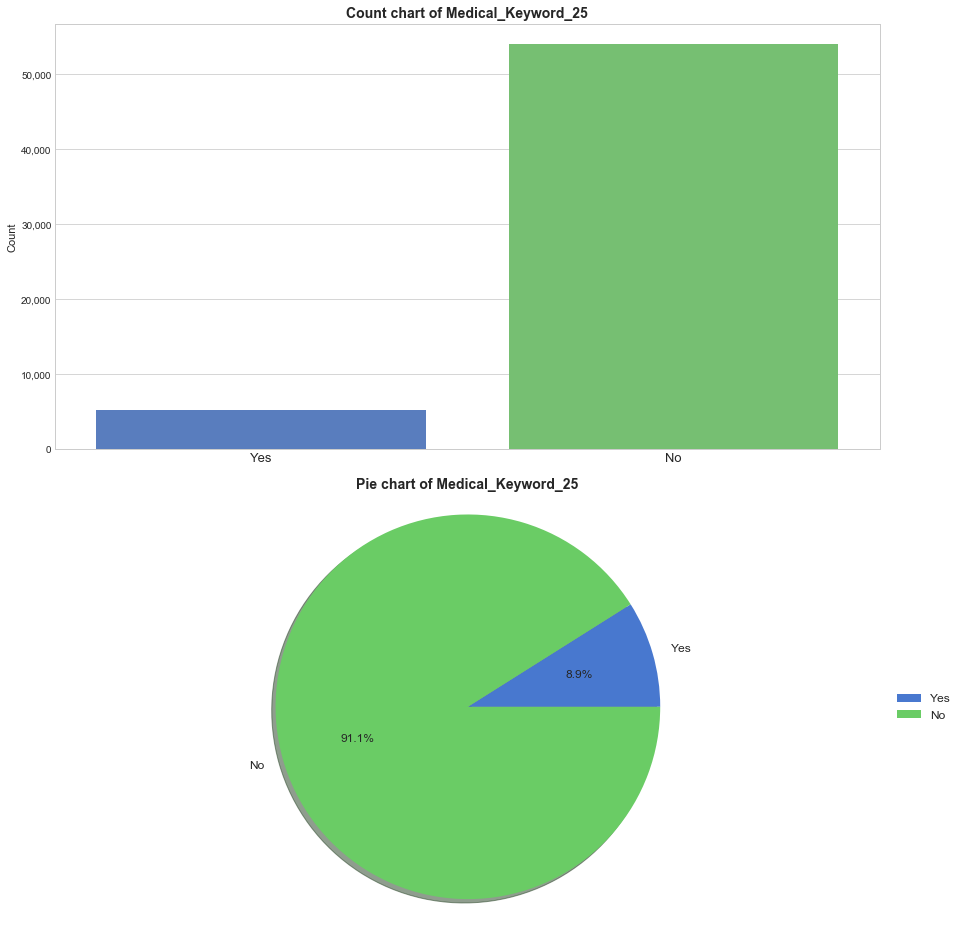 Count chart of Medical_Keyword_25
50,000
40,000
30,000
20,000
10,000
0
Count
Yes No
Pie chart of Medical_Keyword_25
Yes
8.9%
91.1%
No
Yes
No